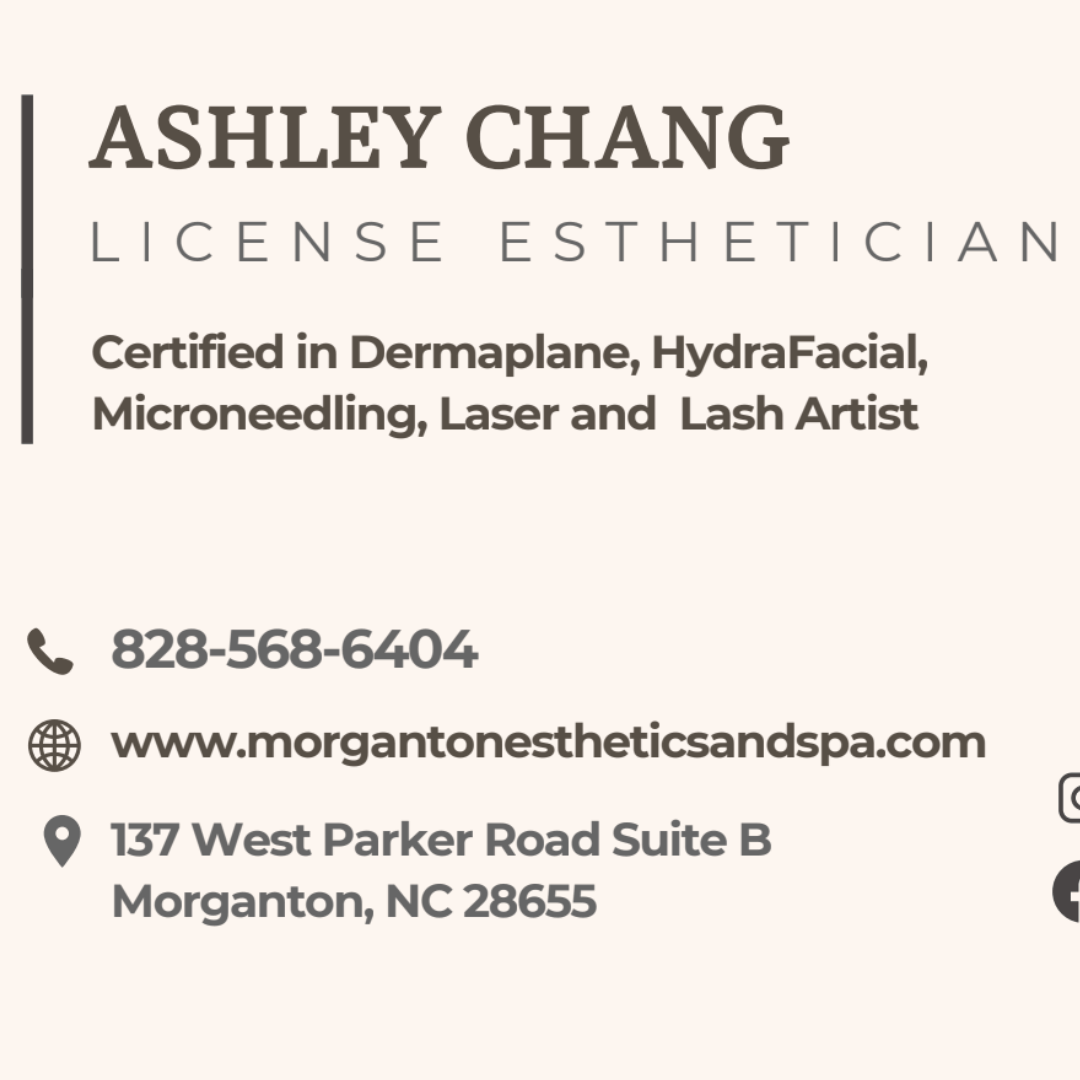 ASHLEY CHANG
LICENSE ESTHETICIAN
Certified in Dermaplane, HydraFacial,
Microneedling, Laser and  Lash Artist
828-568-6404
www.morgantonestheticsandspa.com
137 West Parker Road Suite B
Morganton, NC 28655